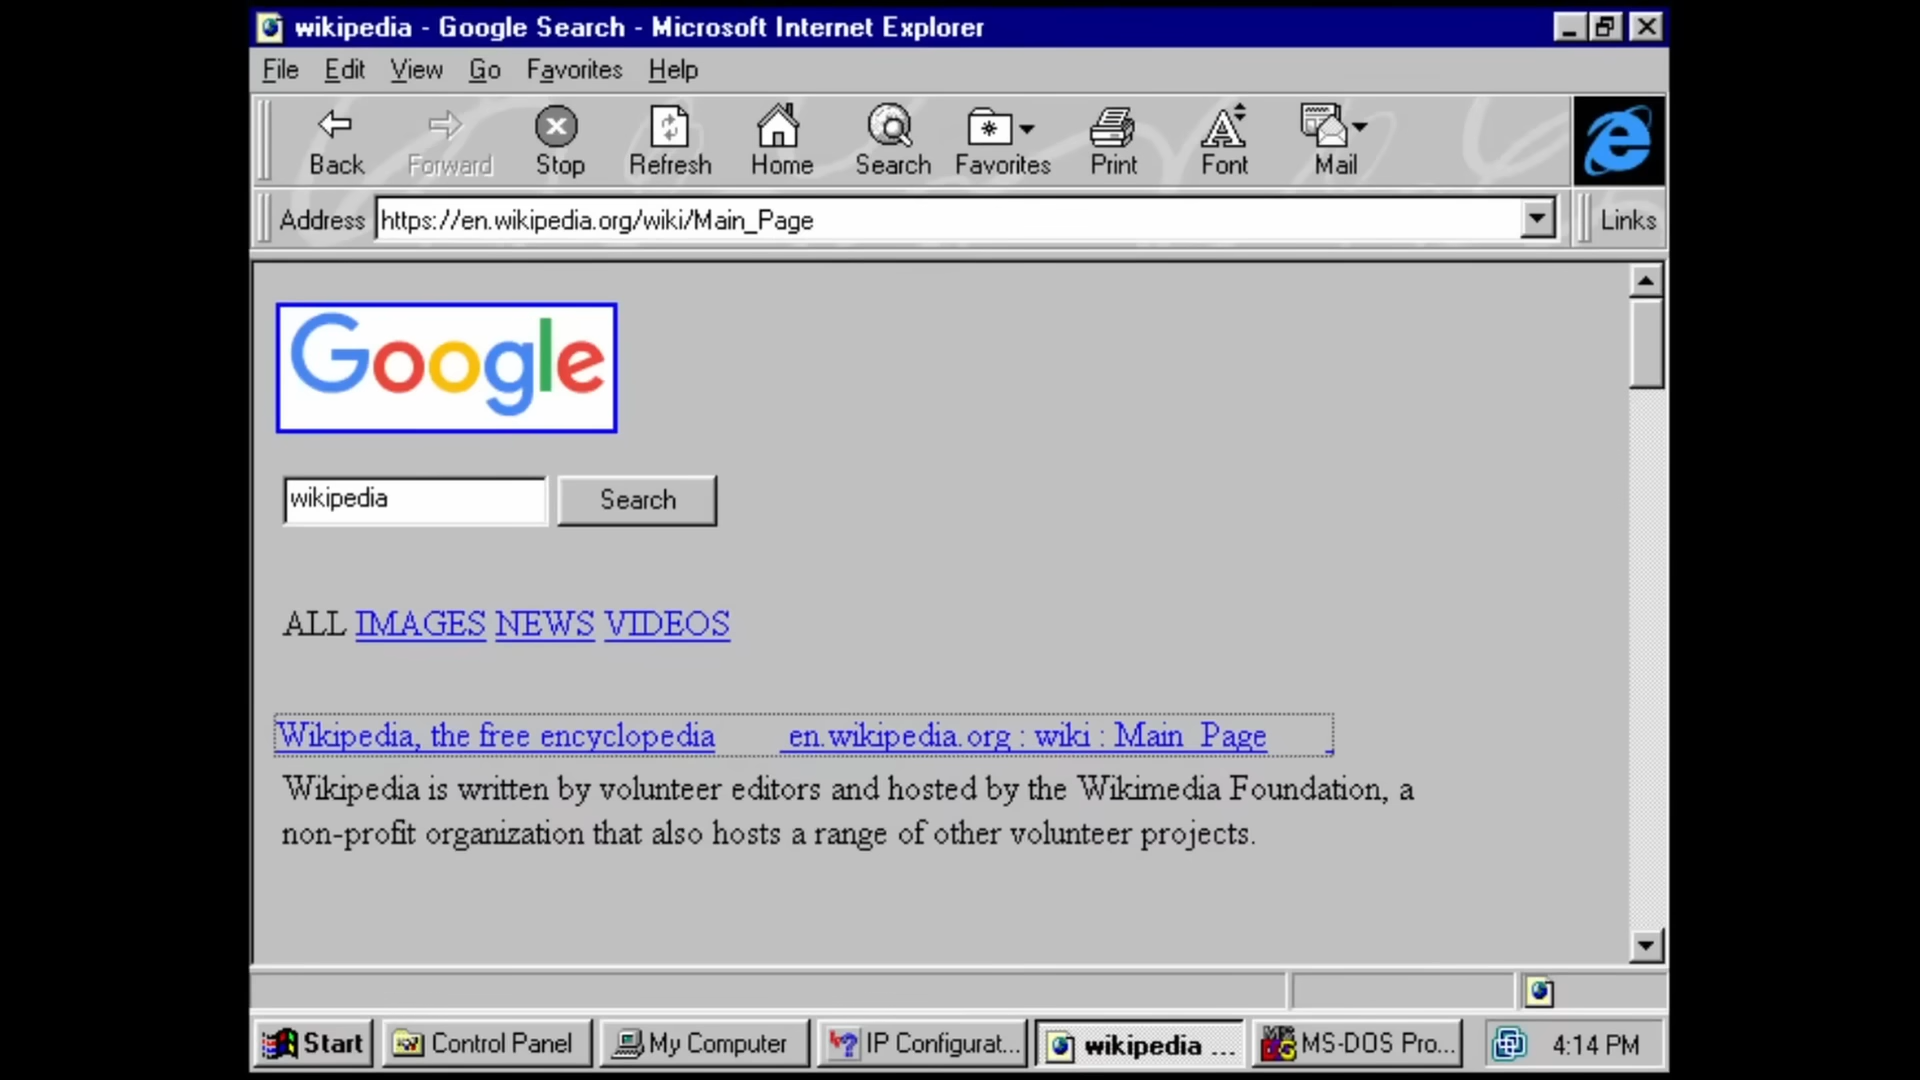 wikipedia - Google Search - Microsoft Internet Explorer
File Edit View Go Favorites Help
Back Forward Stop Refresh Home Search Favorites Print Font Mail
Address https://en.wikipedia.org/wiki/Main_Page Links
Google
wikipedia Search
ALL IMAGES NEWS VIDEOS
Wikipedia, the free encyclopedia en.wikipedia.org : wiki : Main_Page
Wikipedia is written by volunteer editors and hosted by the Wikimedia Foundation, a
non-profit organization that also hosts a range of other volunteer projects.
Start Control Panel My Computer IP Configurat... wikipedia ... MS-DOS Pro... 4:14 PM